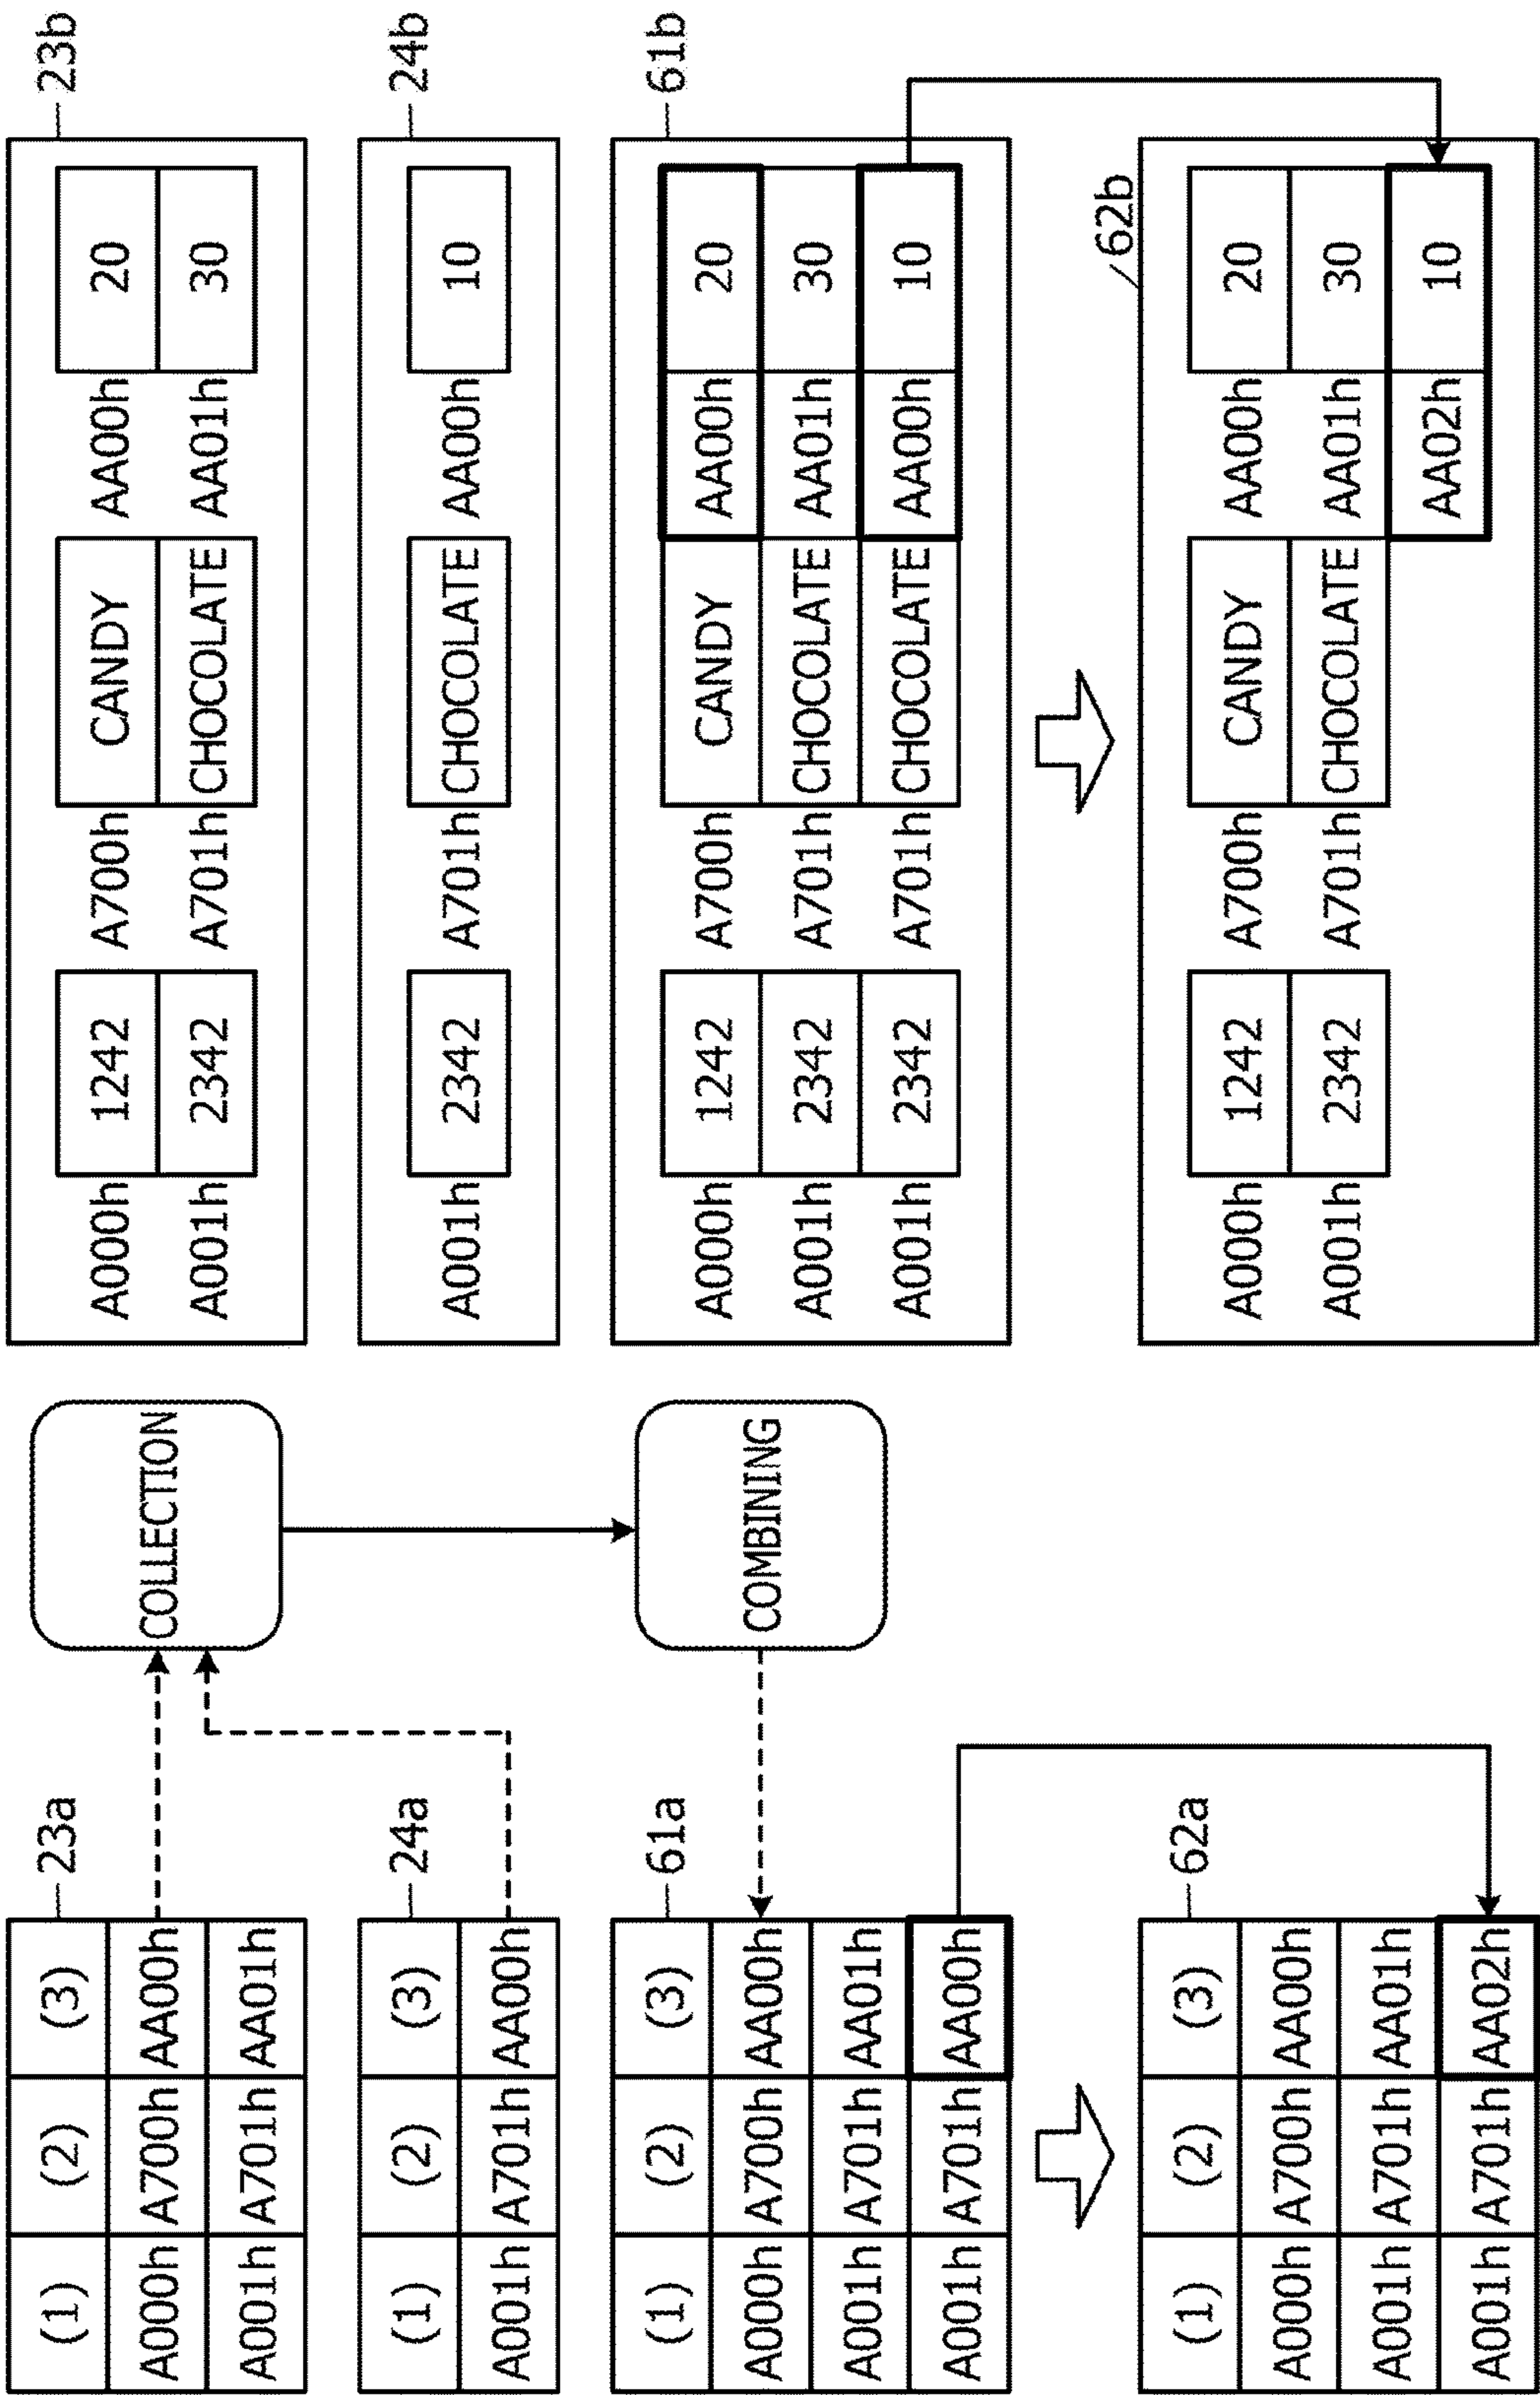 23a
(1) (2) (3)
A000h A700h AA00h
A001h A701h AA01h
24a
(1) (2) (3)
A001h A701h AA00h
61a
(1) (2) (3)
A000h A700h AA00h
A001h A701h AA01h
A001h A701h AA00h
62a
(1) (2) (3)
A000h A700h AA00h
A001h A701h AA01h
A001h A701h AA02h
COLLECTION
COMBINING
23b
A000h 1242 A700h CANDY AA00h 20
A001h 2342 A701h CHOCOLATE AA01h 30
24b
A001h 2342 A701h CHOCOLATE AA00h 10
61b
A000h 1242 A700h CANDY AA00h 20
A001h 2342 A701h CHOCOLATE AA01h 30
A001h 2342 A701h CHOCOLATE AA00h 10
62b
A000h 1242 A700h CANDY AA00h 20
A001h 2342 A701h CHOCOLATE AA01h 30
AA02h 10